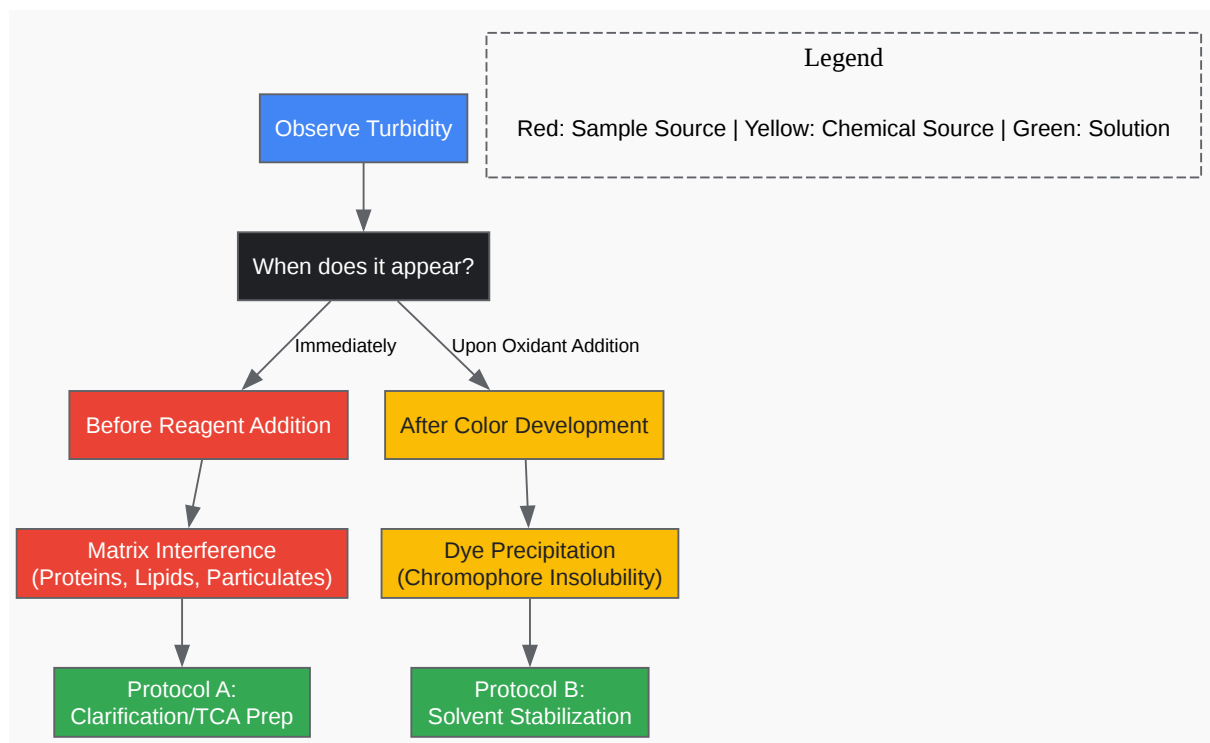 Legend
Red: Sample Source | Yellow: Chemical Source | Green: Solution
Observe Turbidity
When does it appear?
Immediately
Upon Oxidant Addition
Before Reagent Addition
After Color Development
Matrix Interference
(Proteins, Lipids, Particulates)
Dye Precipitation
(Chromophore Insolubility)
Protocol A:
Clarification/TCA Prep
Protocol B:
Solvent Stabilization